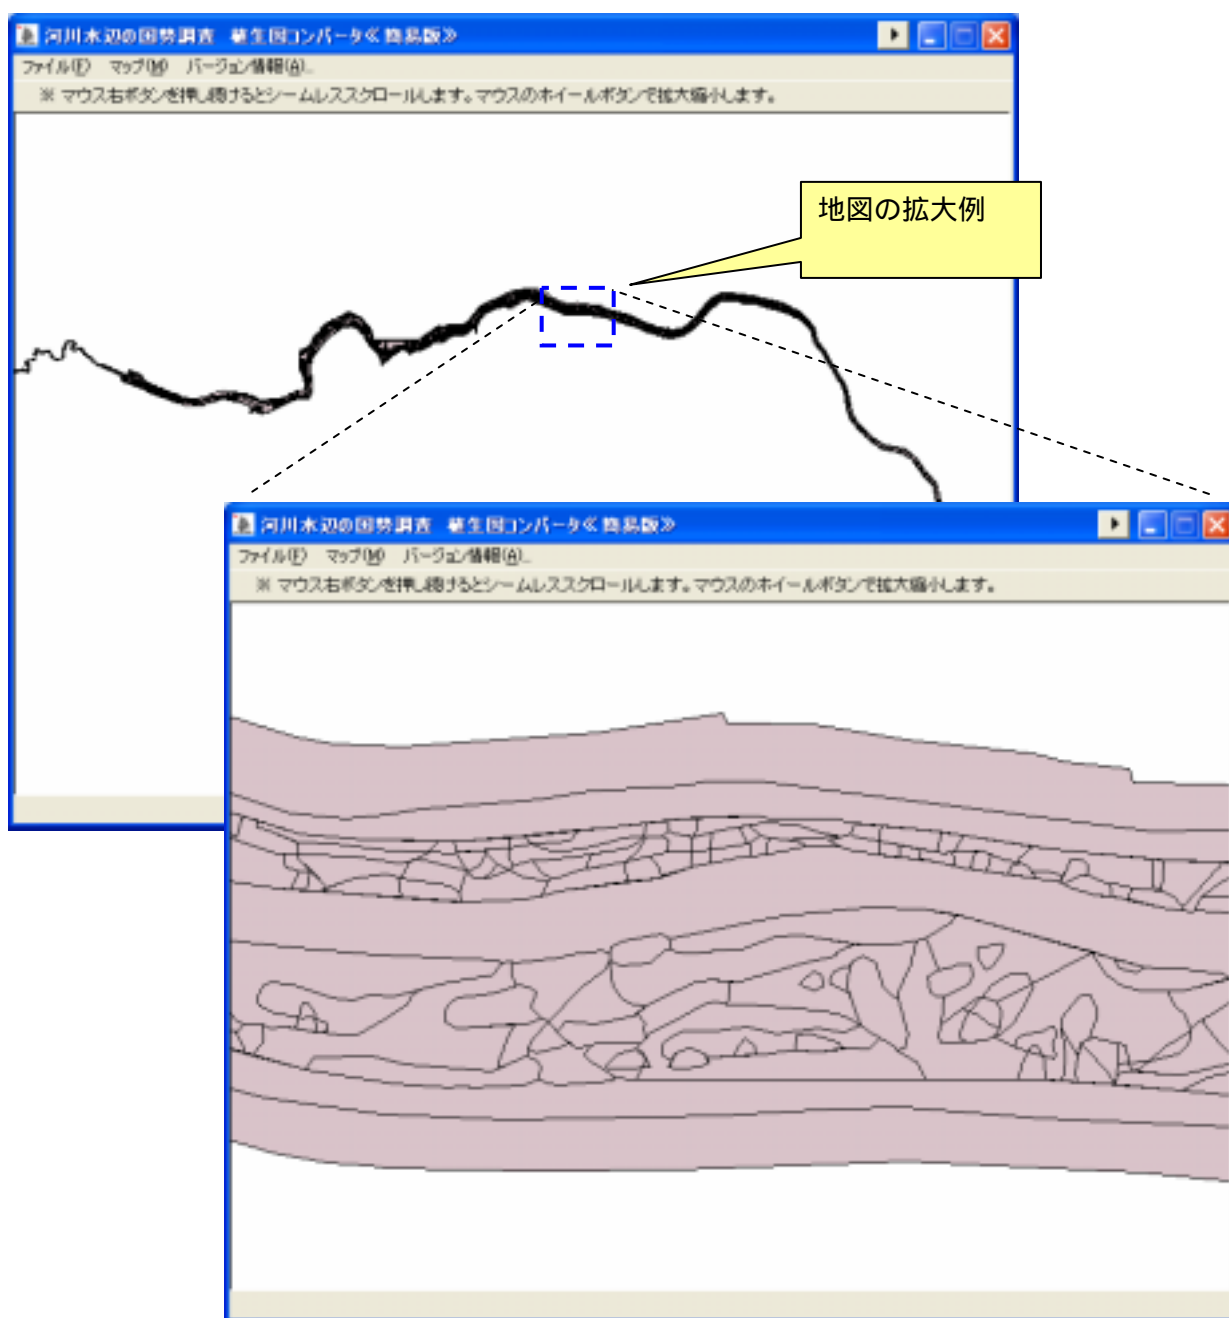 河川水辺の国勢調査 植生図コンバータ≪簡易版≫
ファイル(F) マップ(M) バージョン情報(A)...
※ マウス右ボタンを押し続けるとシームレススクロールします。マウスのホイールボタンで拡大縮小します。
地図の拡大例
河川水辺の国勢調査 植生図コンバータ≪簡易版≫
ファイル(F) マップ(M) バージョン情報(A)...
※ マウス右ボタンを押し続けるとシームレススクロールします。マウスのホイールボタンで拡大縮小します。